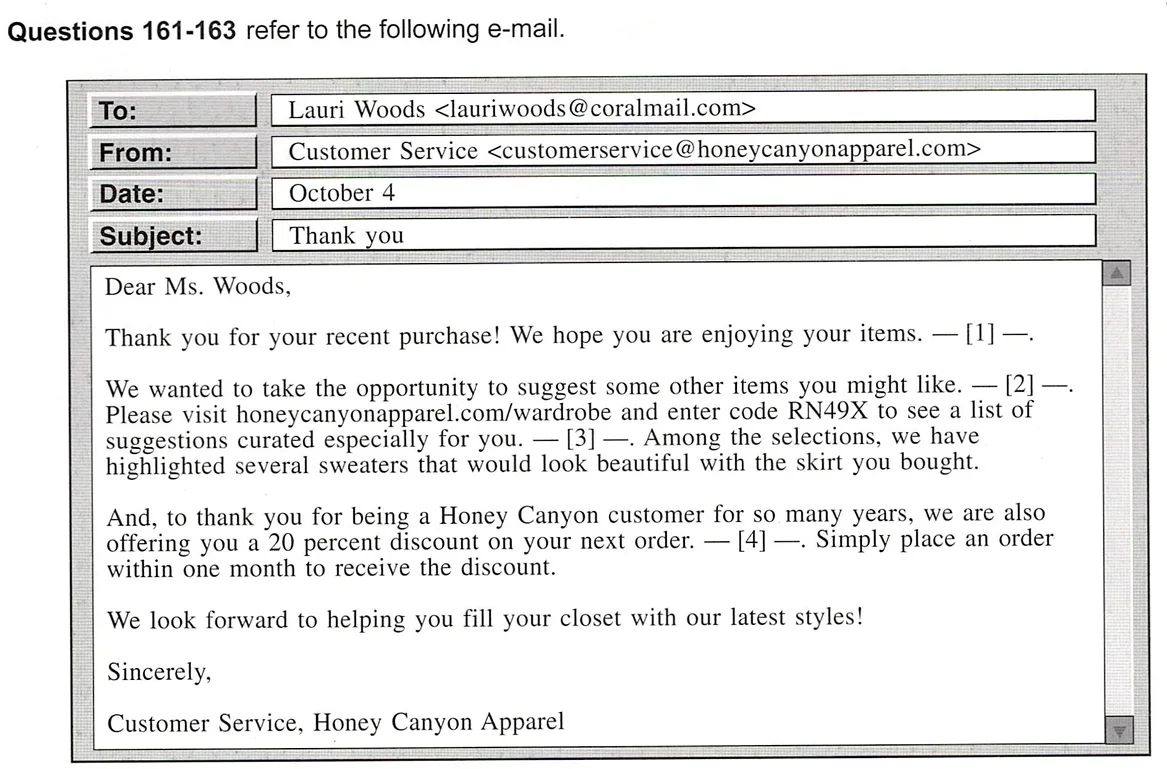 Questions 161-163 refer to the following e-mail.
To: Lauri Woods <lauriwoods@coralmail.com>
From: Customer Service <customerservice@honeycanyonapparel.com>
Date: October 4
Subject: Thank you
Dear Ms. Woods,
Thank you for your recent purchase! We hope you are enjoying your items. — [1] —.
We wanted to take the opportunity to suggest some other items you might like. — [2] —.
Please visit honeycanyonapparel.com/wardrobe and enter code RN49X to see a list of
suggestions curated especially for you. — [3] —. Among the selections, we have
highlighted several sweaters that would look beautiful with the skirt you bought.
And, to thank you for being a Honey Canyon customer for so many years, we are also
offering you a 20 percent discount on your next order. — [4] —. Simply place an order
within one month to receive the discount.
We look forward to helping you fill your closet with our latest styles!
Sincerely,
Customer Service, Honey Canyon Apparel